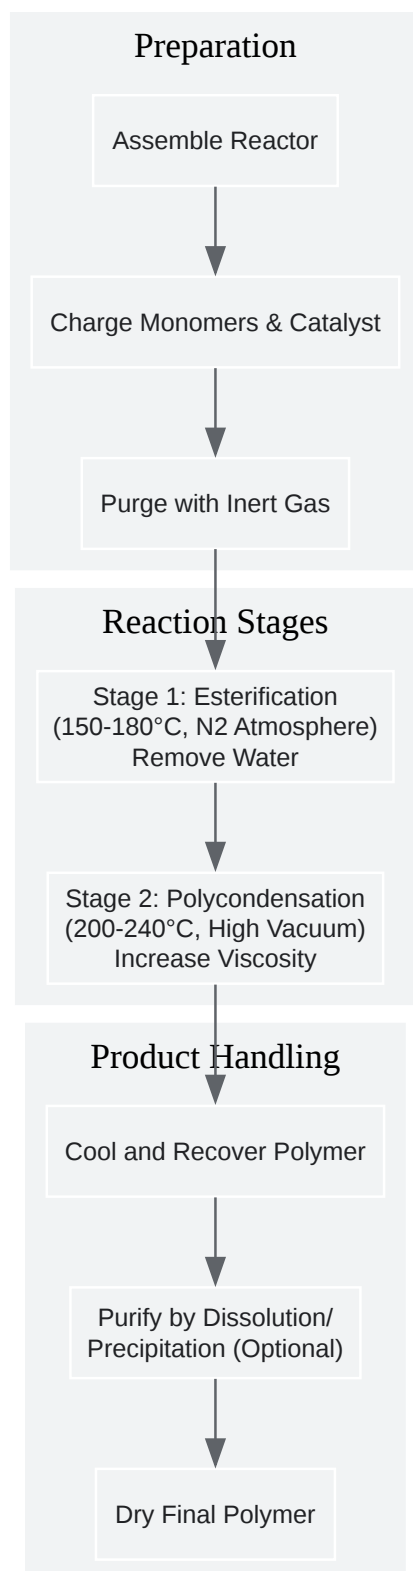 Preparation
Assemble Reactor
Charge Monomers & Catalyst
Purge with Inert Gas
Reaction Stages
Stage 1: Esterification
(150-180°C, N2 Atmosphere)
Remove Water
Stage 2: Polycondensation
(200-240°C, High Vacuum)
Increase Viscosity
Product Handling
Cool and Recover Polymer
Purify by Dissolution/
Precipitation (Optional)
Dry Final Polymer